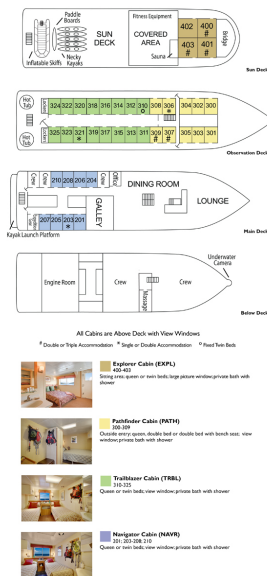 Paddle
Boards
SUN
DECK
Inflatable Skiffs
Necky
Kayaks
Fitness Equipment
COVERED
AREA
Sauna
402 400
#
403 401
# #
Bridge
Sun Deck
Hot
Tub
324 322 320 318 316 314 312 310 308 306 304 302 300
Hot
Tub
325 323 321 319 317 315 313 311 309 307 305 303 301
Observation Deck
Crew
Crew
210 208 206 204
Crew
Office
DINING ROOM
LOUNGE
GALLEY
207 205 203 201
Crew
Kayak Launch Platform
Main Deck
Underwater
Camera
Engine Room
Crew
Crew
Massage
Crew
Below Deck
All Cabins are Above Deck with View Windows
# Double or Triple Accommodation * Single or Double Accommodation o Fixed Twin Beds
Explorer Cabin (EXPL)
400-403
Sitting area; queen or twin beds; large picture window; private bath with
shower
Pathfinder Cabin (PATH)
300-309
Outside entry; queen, double bed or double bed with bench seat; view
window; private bath with shower
Trailblazer Cabin (TRBL)
310-325
Queen or twin beds; view window; private bath with shower
Navigator Cabin (NAVR)
201; 203-208; 210
Queen or twin beds; view window; private bath with shower